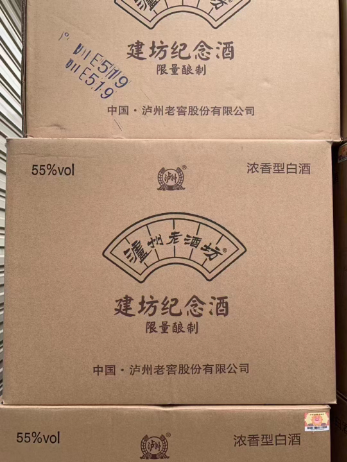 建坊纪念酒
限量酿制
中国·泸州老窖股份有限公司
55%vol
浓香型白酒
泸州老酒坊
建坊纪念酒
限量酿制
中国·泸州老窖股份有限公司
55%vol
浓香型白酒